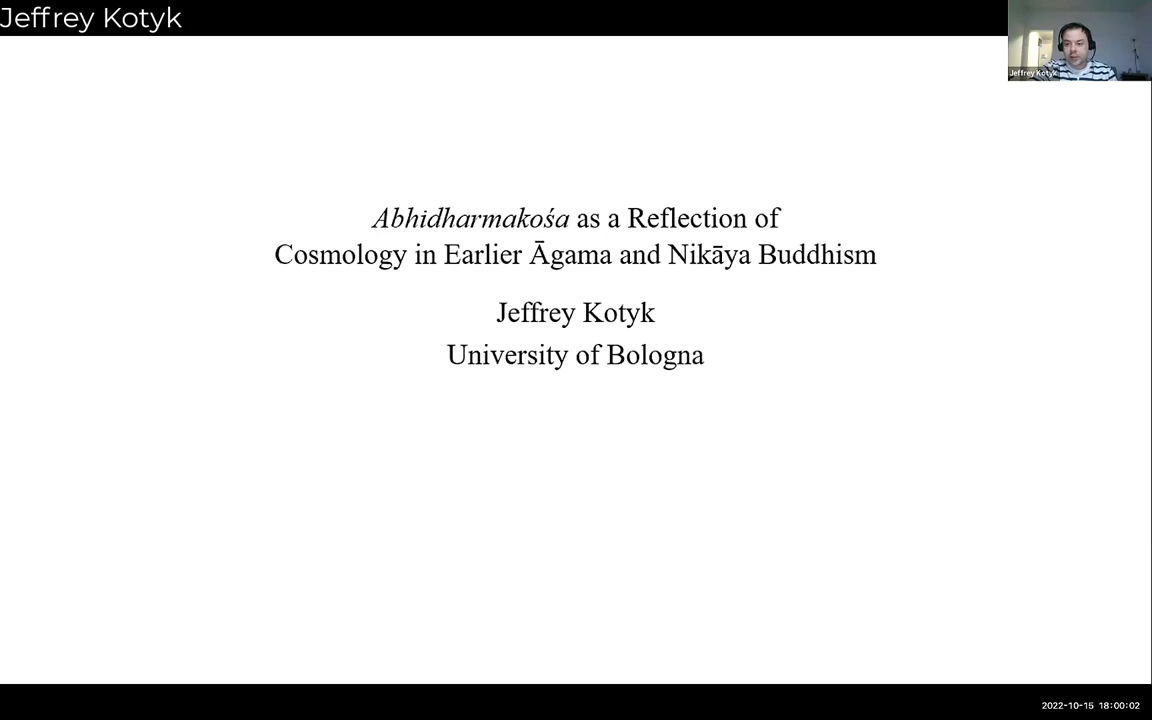 Jeffrey Kotyk
Jeffrey Kotyk
Abhidharmakośa as a Reflection of
Cosmology in Earlier Āgama and Nikāya Buddhism
Jeffrey Kotyk
University of Bologna
2022-10-15 18:00:02